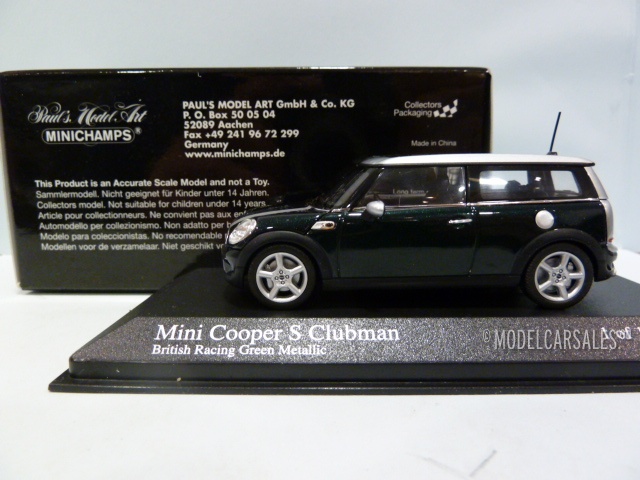 Paul's Model Art
MINICHAMPS
PAUL'S MODEL ART GmbH & Co. KG
P. O. Box 50 05 04
52089 Aachen
Fax +49 241 96 72 299
Germany
www.minichamps.de
Collectors
Packaging
Made in China
This Product is an Accurate Scale Model and not a Toy.
Sammlermodell. Nicht geeignet für Kinder unter 14 Jahren.
Collectors model. Not suitable for children under 14 years.
Article pour collectionneurs. Ne convient pas aux enf
Automodello per collezionismo. Non adatto per
Modelo para coleccionistas. No recomendable
Modellen voor de verzamelaar. Niet geschikt
Mini Cooper S Clubman
British Racing Green Metallic
1 of
©MODELCARSALES